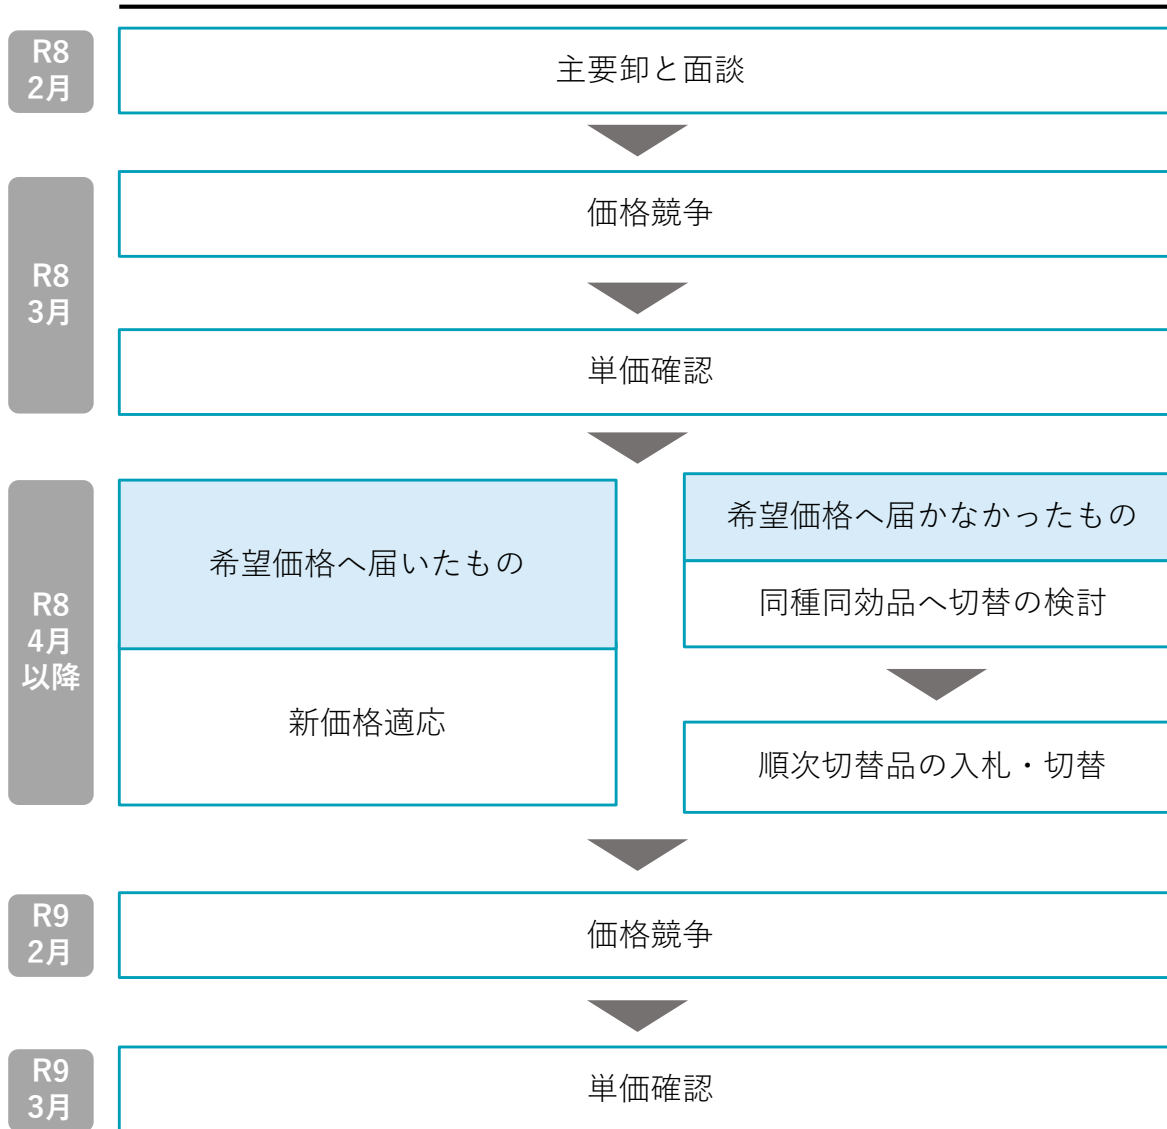 R8
2月
主要卸と面談
R8
3月
価格競争
単価確認
R8
4月
以降
希望価格へ届いたもの
新価格適応
希望価格へ届かなかったもの
同種同効品へ切替の検討
順次切替品の入札・切替
R9
2月
価格競争
R9
3月
単価確認